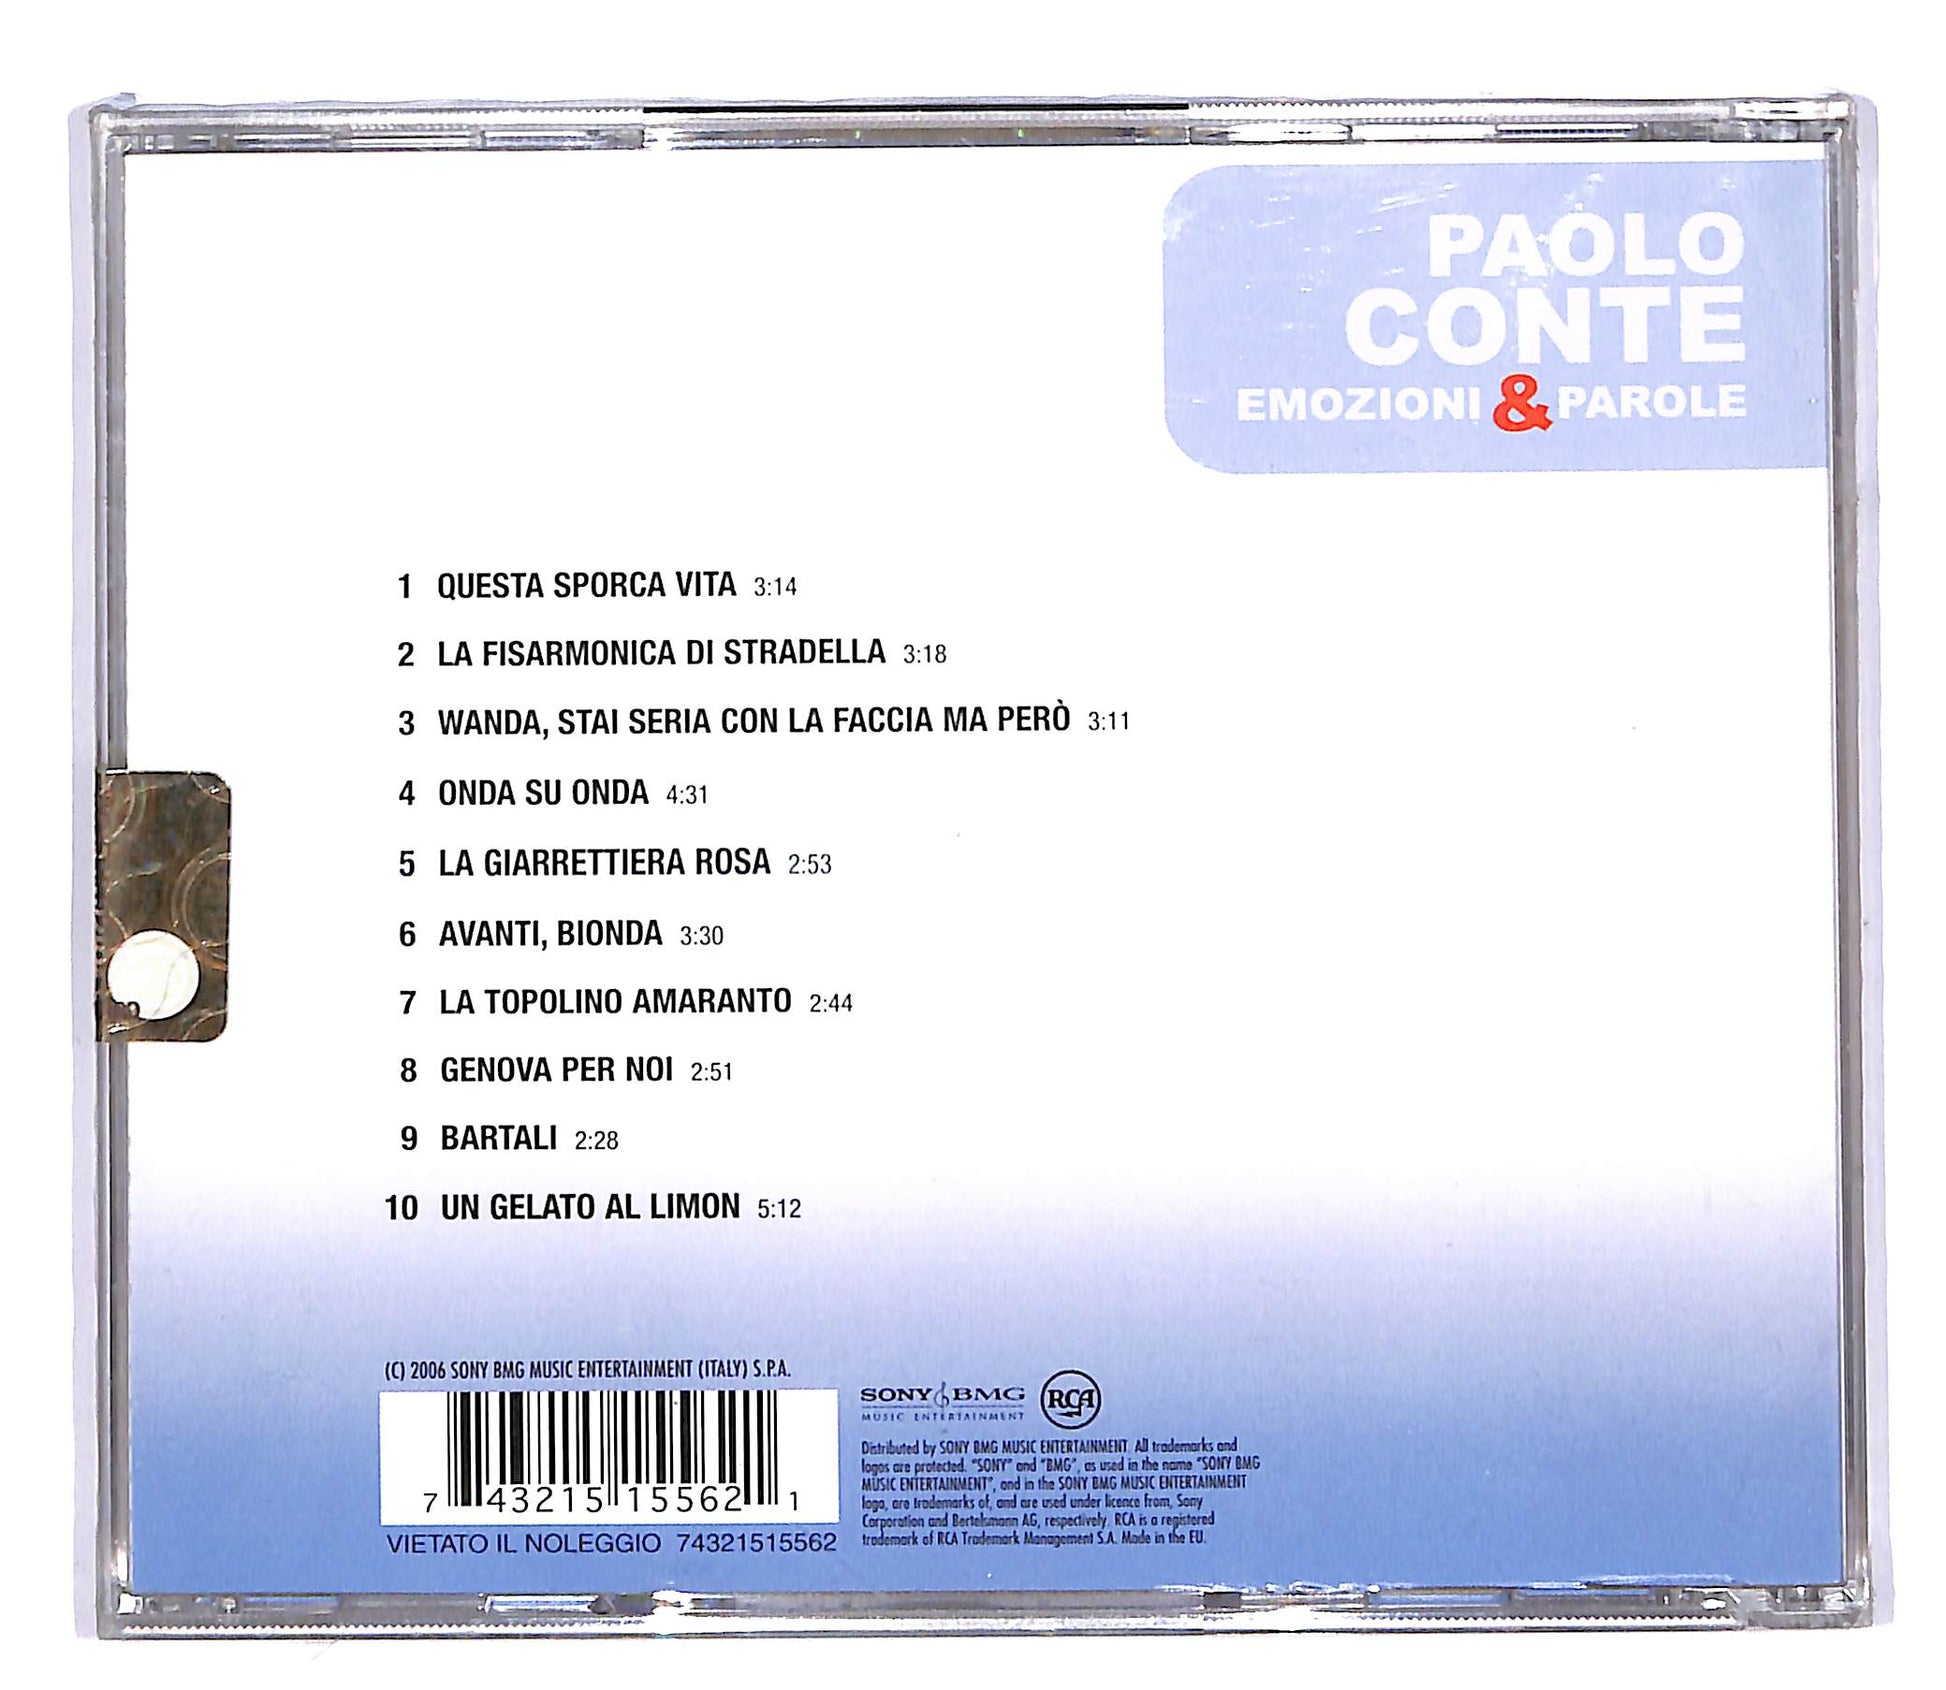 PAOLO
CONTE
EMOZIONI & PAROLE
1 QUESTA SPORCA VITA 3:14
2 LA FISARMONICA DI STRADELLA 3:18
3 WANDA, STAI SERIA CON LA FACCIA MA PERÒ 3:11
4 ONDA SU ONDA 4:31
5 LA GIARRETTIERA ROSA 2:53
6 AVANTI, BIONDA 3:30
7 LA TOPOLINO AMARANTO 2:44
8 GENOVA PER NOI 2:51
9 BARTALI 2:28
10 UN GELATO AL LIMON 5:12
(C) 2006 SONY BMG MUSIC ENTERTAINMENT (ITALY) S.P.A.
7 43215 15562 1
VIETATO IL NOLEGGIO 74321515562
SONY BMG
MUSIC ENTERTAINMENT
RCA
Distributed by SONY BMG MUSIC ENTERTAINMENT. All trademarks and
logos are protected. "SONY" and "BMG", as used in the name "SONY BMG
MUSIC ENTERTAINMENT", and in the SONY BMG MUSIC ENTERTAINMENT
logo, are trademarks of, and are used under licence from, Sony
Corporation and Bertelsmann AG, respectively. RCA is a registered
trademark of RCA Trademark Management S.A. Made in the EU.